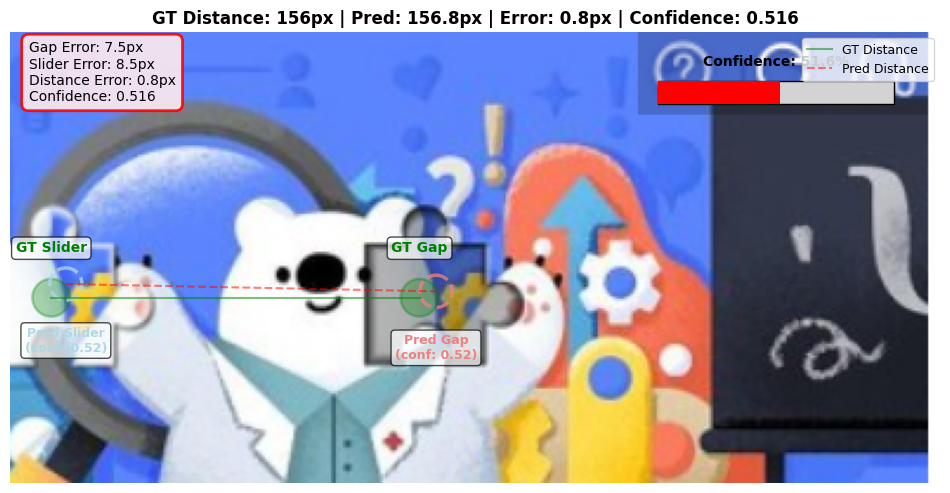 GT Distance: 156px | Pred: 156.8px | Error: 0.8px | Confidence: 0.516
Gap Error: 7.5px
Slider Error: 8.5px
Distance Error: 0.8px
Confidence: 0.516
Confidence: 51.6%
GT Distance
Pred Distance
GT Slider
GT Gap
Pred Slider
(conf: 0.52)
Pred Gap
(conf: 0.52)